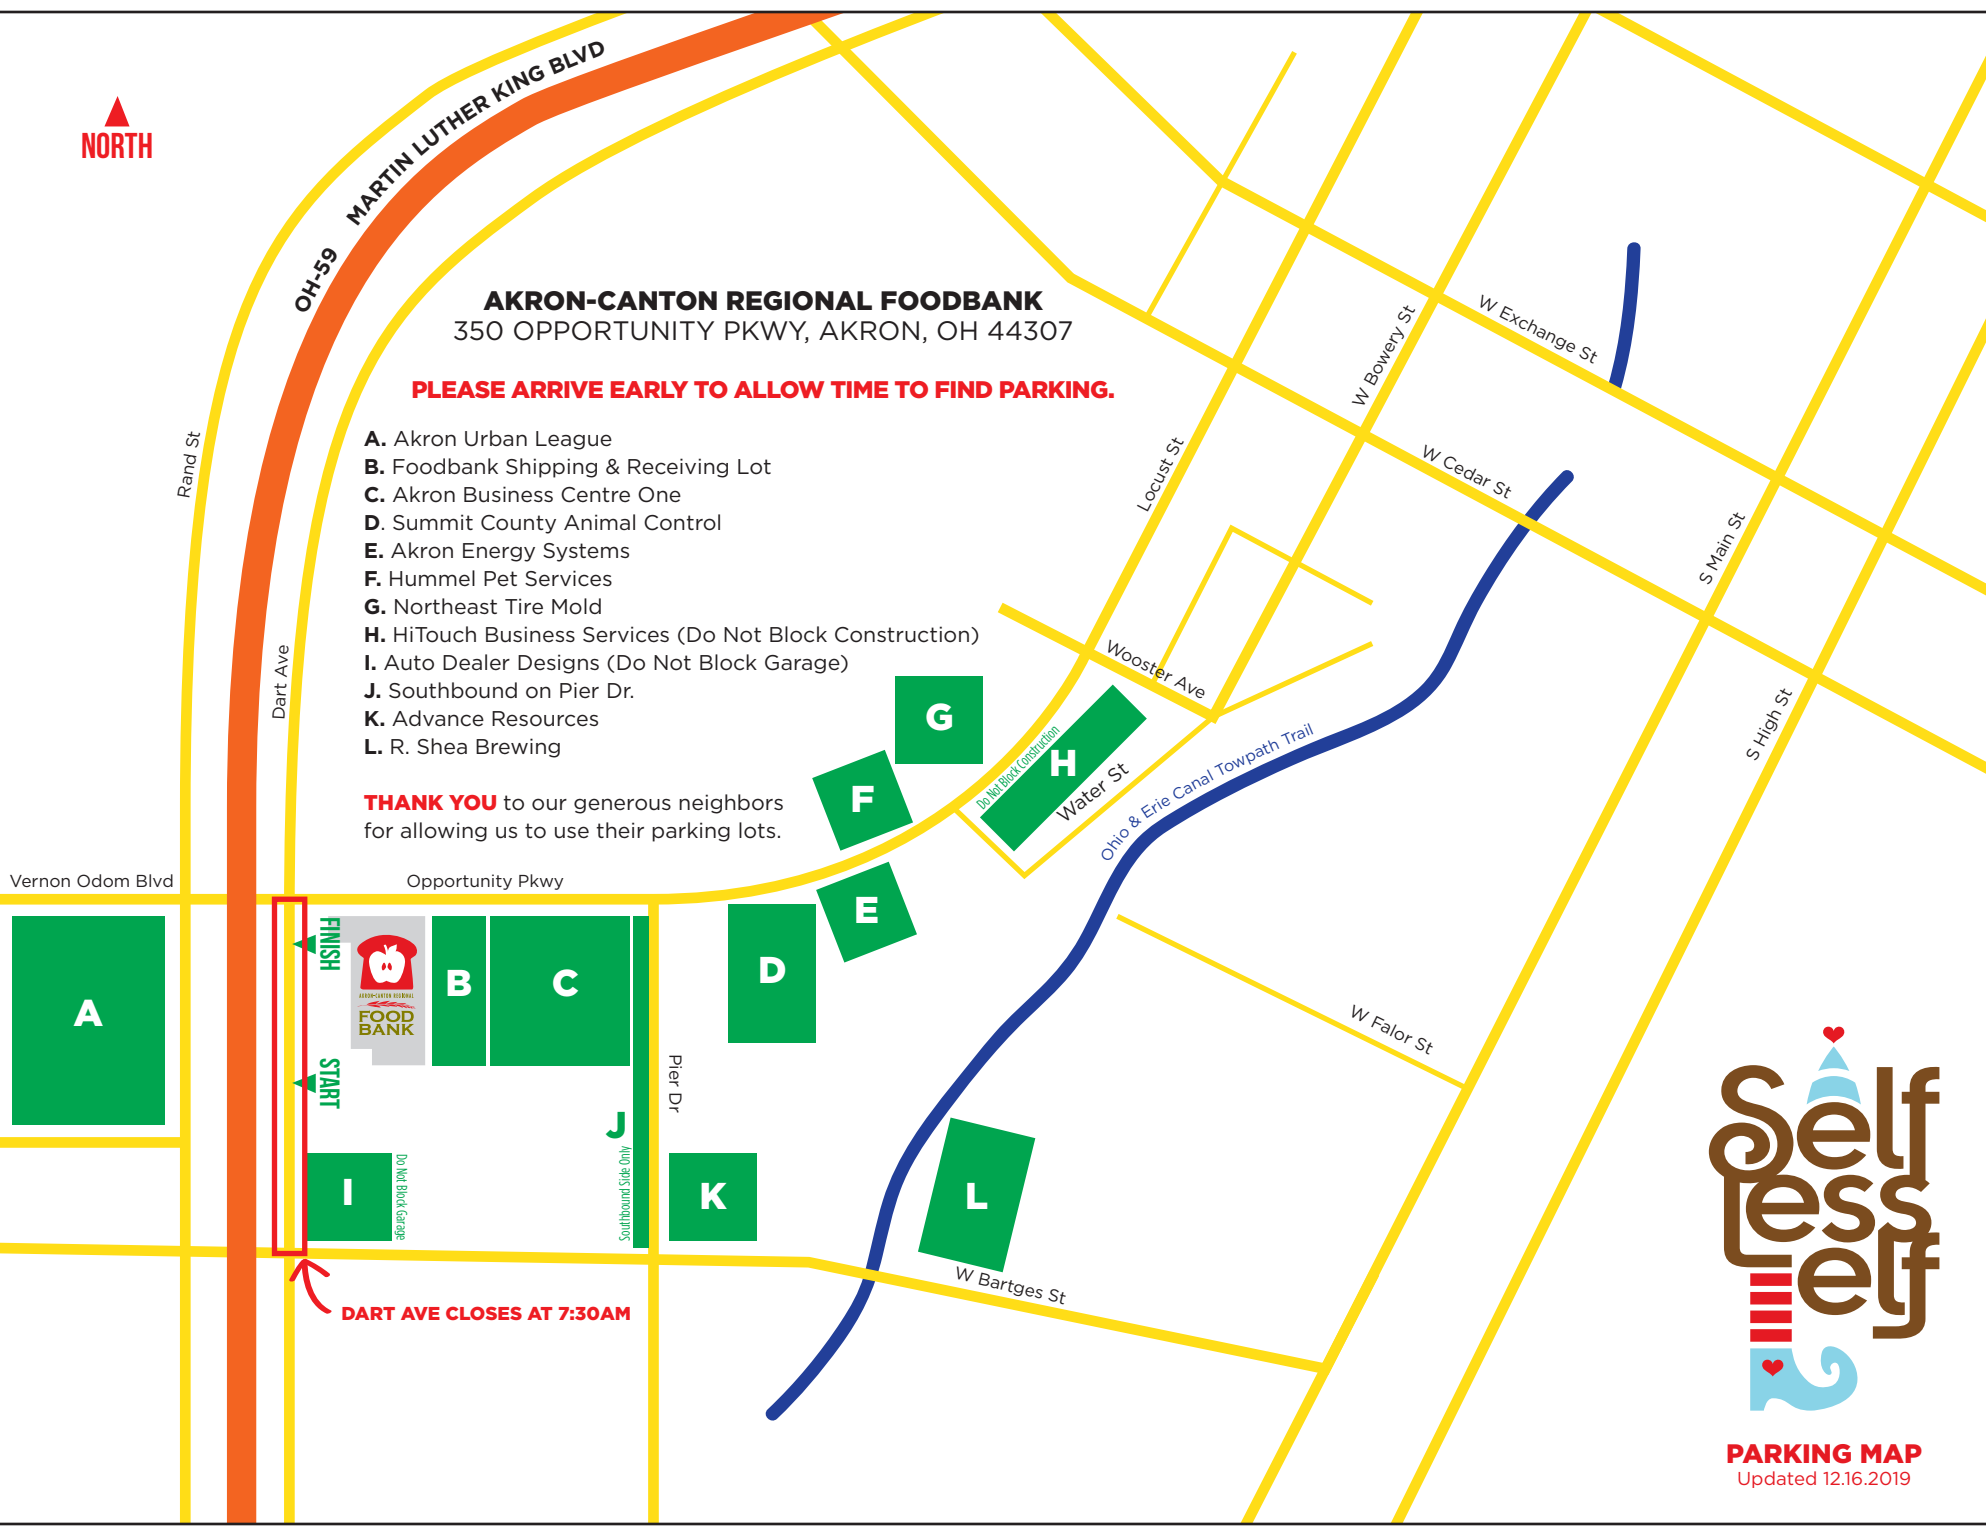 NORTH
OH-59 MARTIN LUTHER KING BLVD
AKRON-CANTON REGIONAL FOODBANK
350 OPPORTUNITY PKWY, AKRON, OH 44307
PLEASE ARRIVE EARLY TO ALLOW TIME TO FIND PARKING.
A. Akron Urban League
B. Foodbank Shipping & Receiving Lot
C. Akron Business Centre One
D. Summit County Animal Control
E. Akron Energy Systems
F. Hummel Pet Services
G. Northeast Tire Mold
H. HiTouch Business Services (Do Not Block Construction)
I. Auto Dealer Designs (Do Not Block Garage)
J. Southbound on Pier Dr.
K. Advance Resources
L. R. Shea Brewing
THANK YOU to our generous neighbors
for allowing us to use their parking lots.
Rand St
Dart Ave
Vernon Odom Blvd
Opportunity Pkwy
W Exchange St
W Bowery St
W Cedar St
Locust St
S Main St
S High St
Wooster Ave
Water St
Do Not Block Construction
Ohio & Erie Canal Towpath Trail
W Falor St
W Bartges St
Pier Dr
G
H
F
E
D
A
B
C
FINISH
START
AKRON-CANTON REGIONAL
FOOD
BANK
J
Southbound Side Only
I
Do Not Block Garage
K
L
DART AVE CLOSES AT 7:30AM
Self
Less
elf
PARKING MAP
Updated 12.16.2019